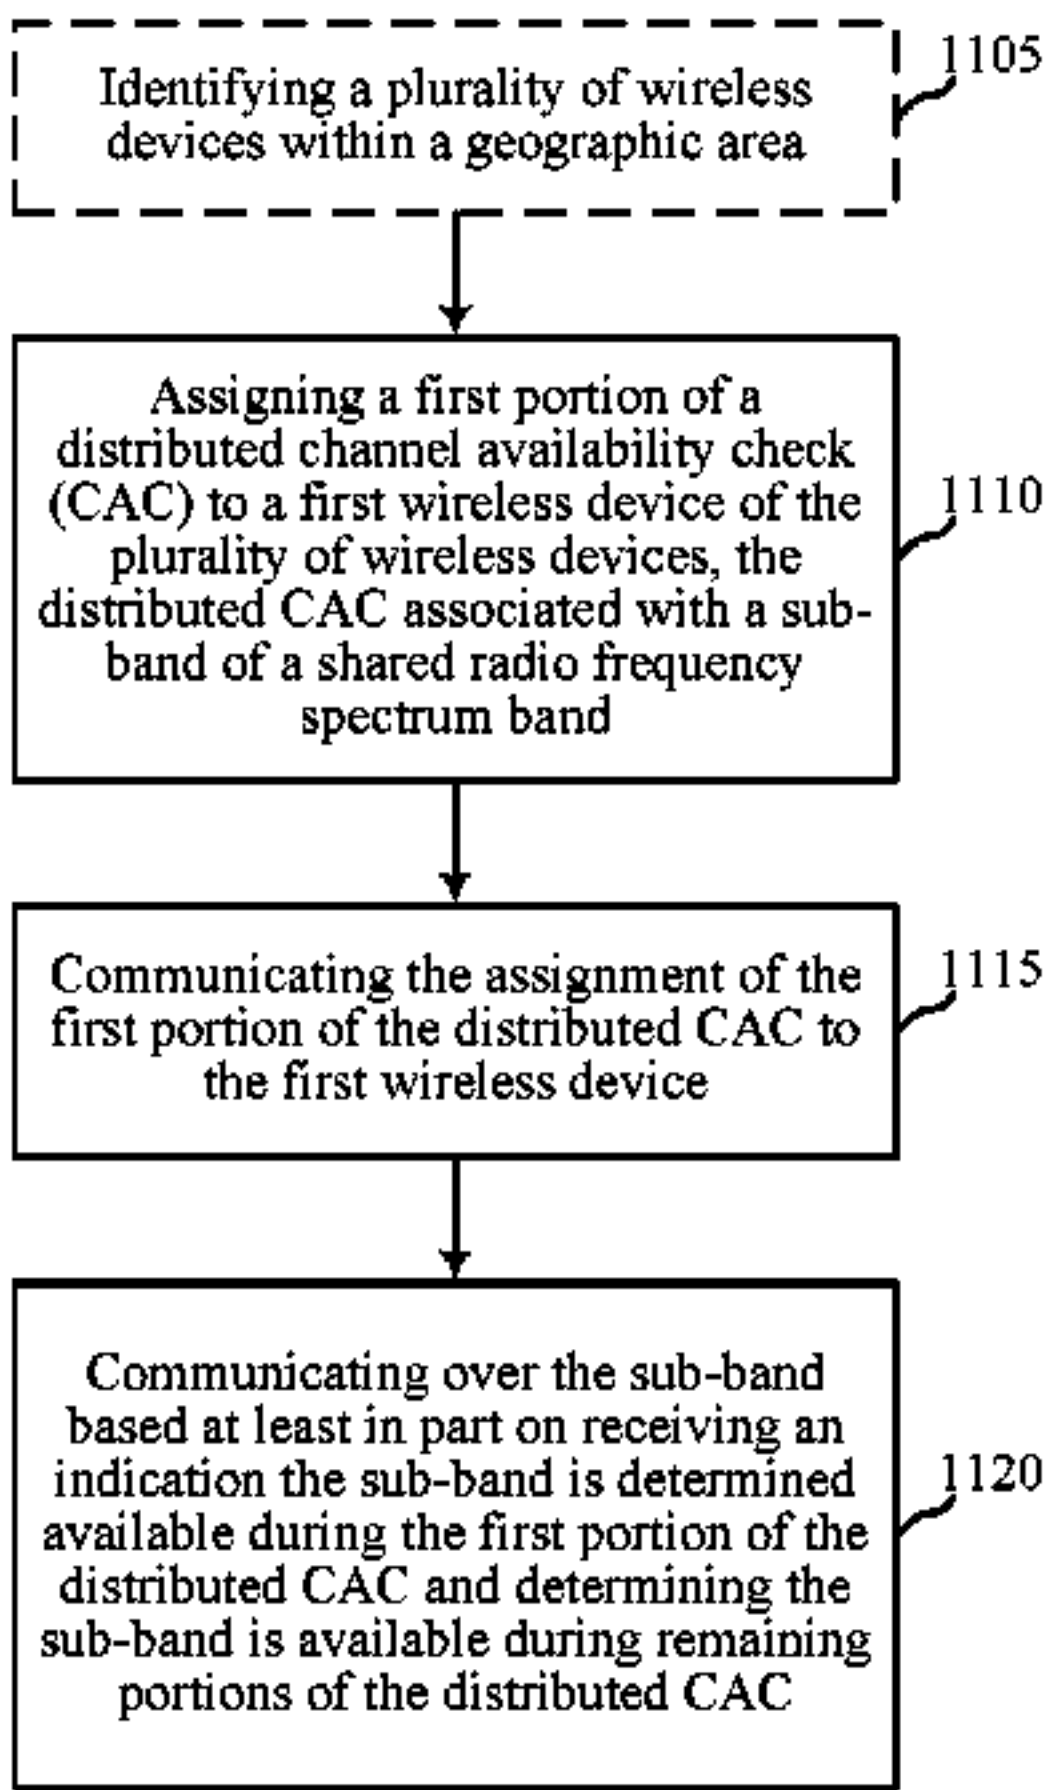 Identifying a plurality of wireless
devices within a geographic area
1105
Assigning a first portion of a
distributed channel availability check
(CAC) to a first wireless device of the
plurality of wireless devices, the
distributed CAC associated with a sub-
band of a shared radio frequency
spectrum band
1110
Communicating the assignment of the
first portion of the distributed CAC to
the first wireless device
1115
Communicating over the sub-band
based at least in part on receiving an
indication the sub-band is determined
available during the first portion of the
distributed CAC and determining the
sub-band is available during remaining
portions of the distributed CAC
1120